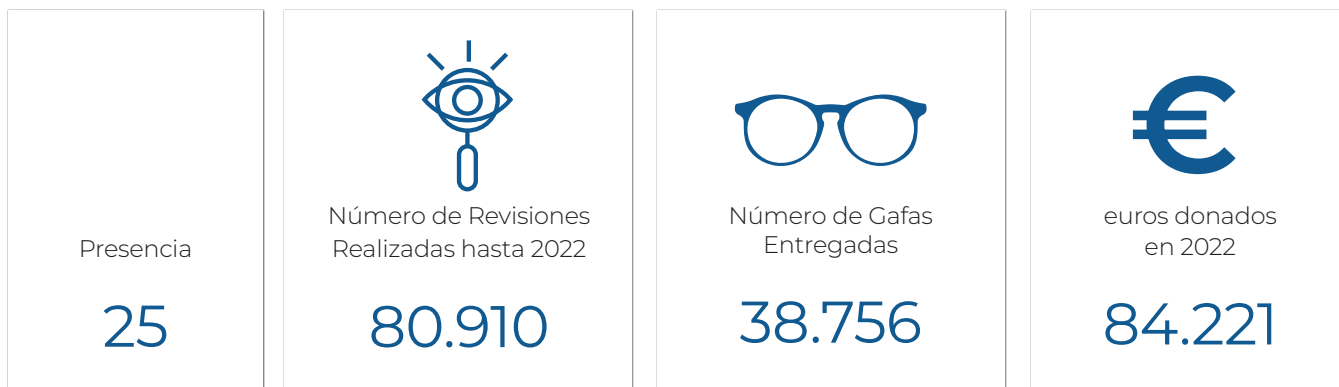 Presencia
25
Número de Revisiones
Realizadas hasta 2022
80.910
Número de Gafas
Entregadas
38.756
€
euros donados
en 2022
84.221